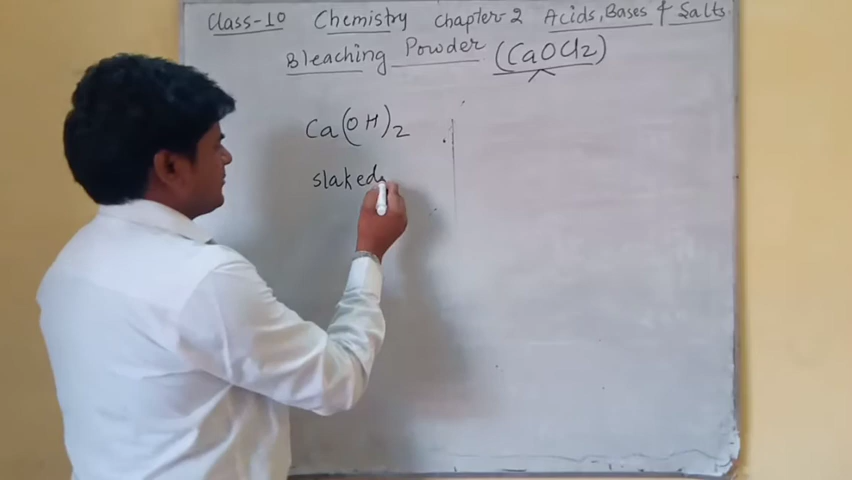 Class-10 Chemistry Chapter-2 Acids, Bases & Salts
Bleaching Powder (CaOCl2)
Ca(OH)2
slaked